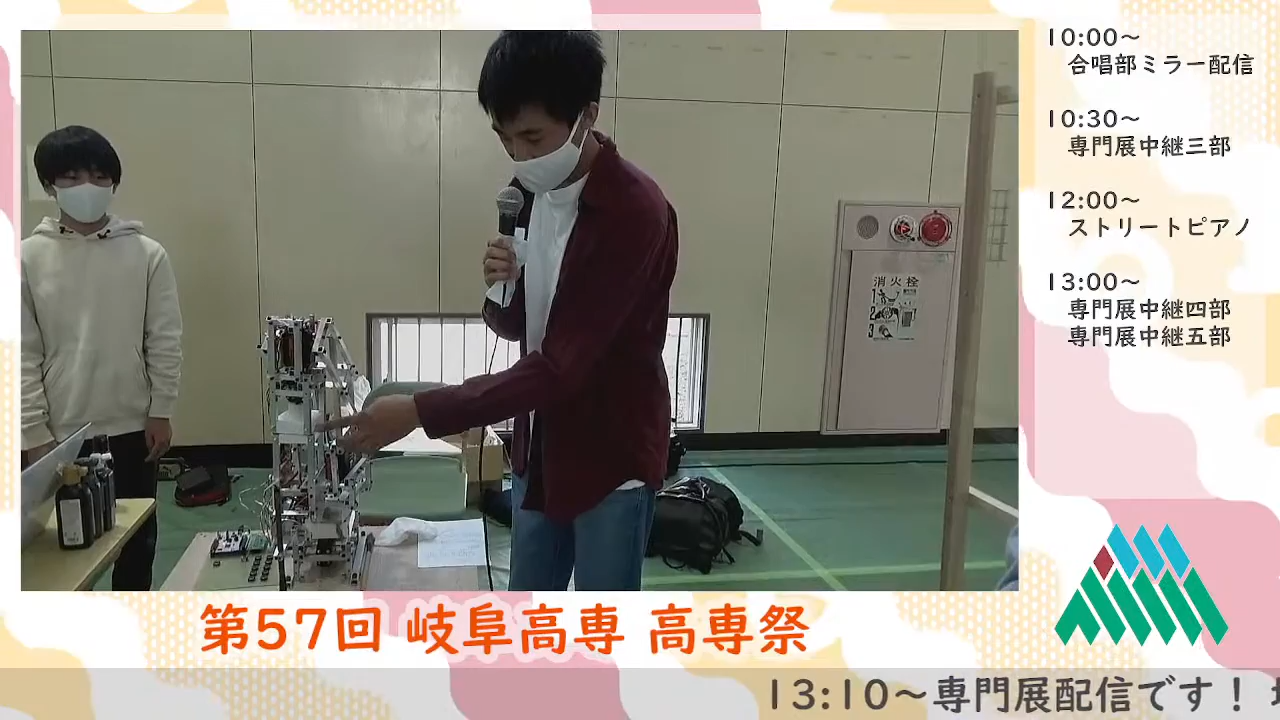 10:00～
合唱部ミラー配信
10:30～
専門展中継三部
12:00～
ストリートピアノ
13:00～
専門展中継四部
専門展中継五部
消火栓
1
2
3
第57回 岐阜高専 高専祭
13:10～専門展配信です！